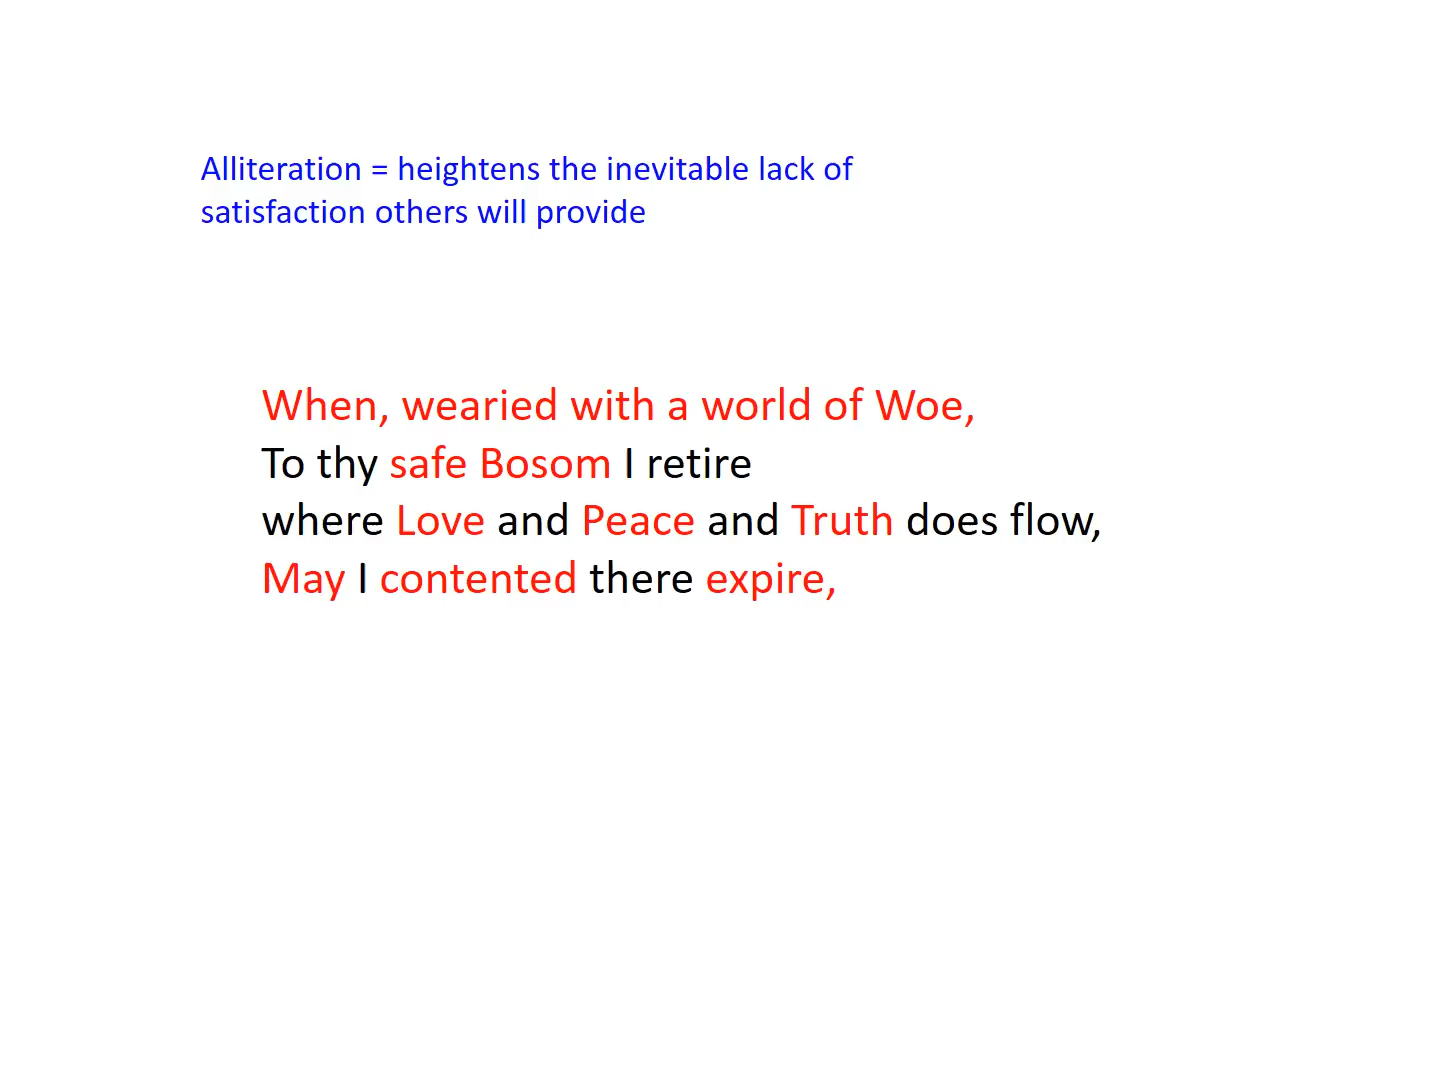 Alliteration = heightens the inevitable lack of
satisfaction others will provide
When, wearied with a world of Woe,
To thy safe Bosom I retire
where Love and Peace and Truth does flow,
May I contented there expire,